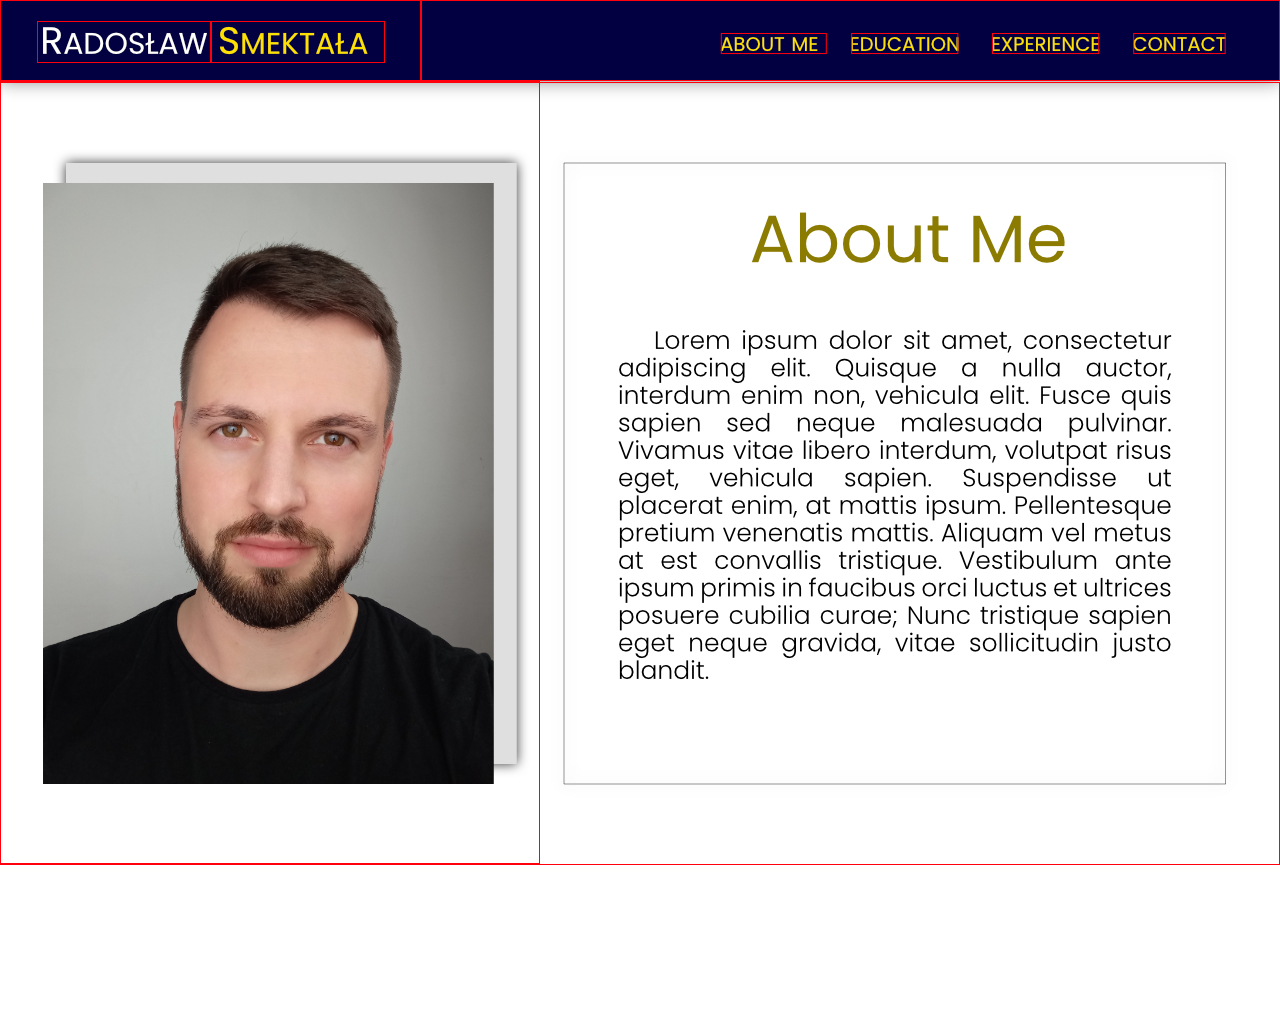 RADOSŁAW SMEKTAŁA
ABOUT ME EDUCATION EXPERIENCE CONTACT
About Me
Lorem ipsum dolor sit amet, consectetur
adipiscing elit. Quisque a nulla auctor,
interdum enim non, vehicula elit. Fusce quis
sapien sed neque malesuada pulvinar.
Vivamus vitae libero interdum, volutpat risus
eget, vehicula sapien. Suspendisse ut
placerat enim, at mattis ipsum. Pellentesque
pretium venenatis mattis. Aliquam vel metus
at est convallis tristique. Vestibulum ante
ipsum primis in faucibus orci luctus et ultrices
posuere cubilia curae; Nunc tristique sapien
eget neque gravida, vitae sollicitudin justo
blandit.